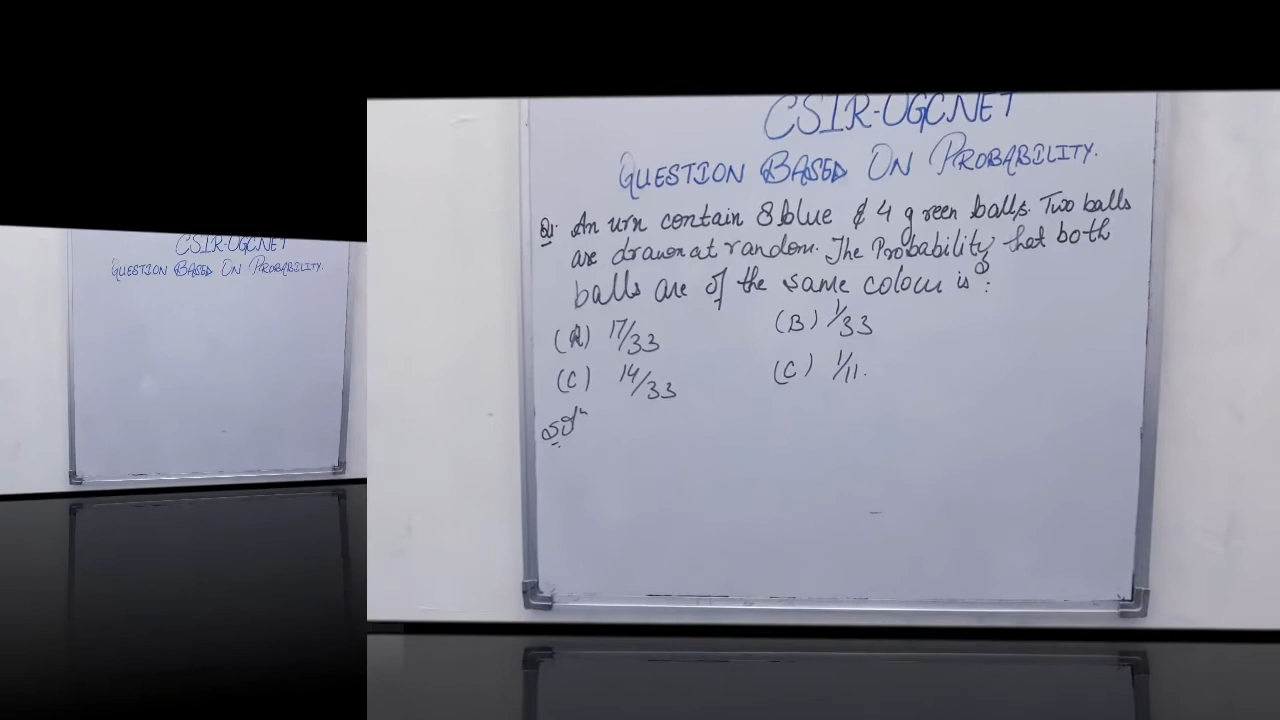 CSIR-UGCNET
QUESTION BASED ON PROBABILITY.
CSIR-UGCNET
QUESTION BASED ON PROBABILITY.
Q1. An urn contain 8 blue & 4 green balls. Two balls
are drawn at random. The Probability that both
balls are of the same colour is :
(A) 17/33 (B) 1/33
(C) 14/33 (C) 1/11.
Solⁿ